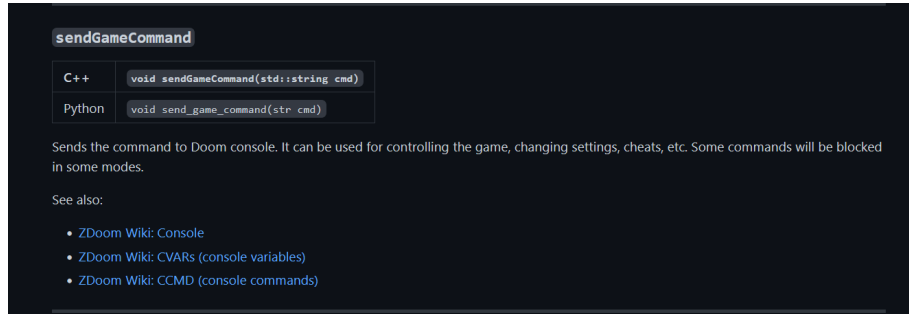 sendGameCommand
C++ void sendGameCommand(std::string cmd)
Python void send_game_command(str cmd)
Sends the command to Doom console. It can be used for controlling the game, changing settings, cheats, etc. Some commands will be blocked
in some modes.
See also:
• ZDoom Wiki: Console
• ZDoom Wiki: CVARs (console variables)
• ZDoom Wiki: CCMD (console commands)